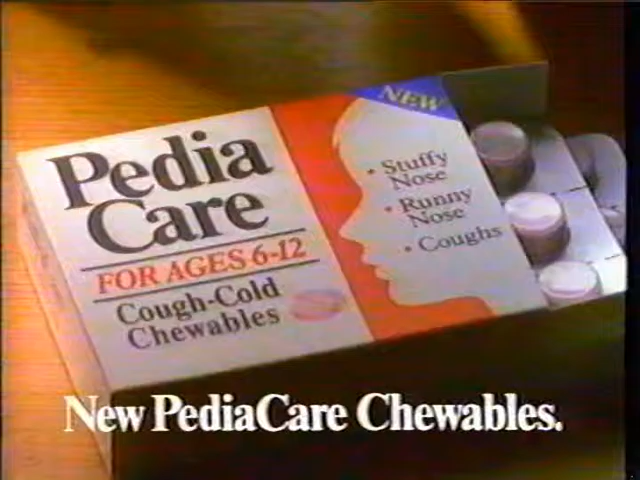 Pedia
Care
FOR AGES 6-12
Cough-Cold
Chewables
NEW
• Stuffy
Nose
• Runny
Nose
• Coughs
New PediaCare Chewables.